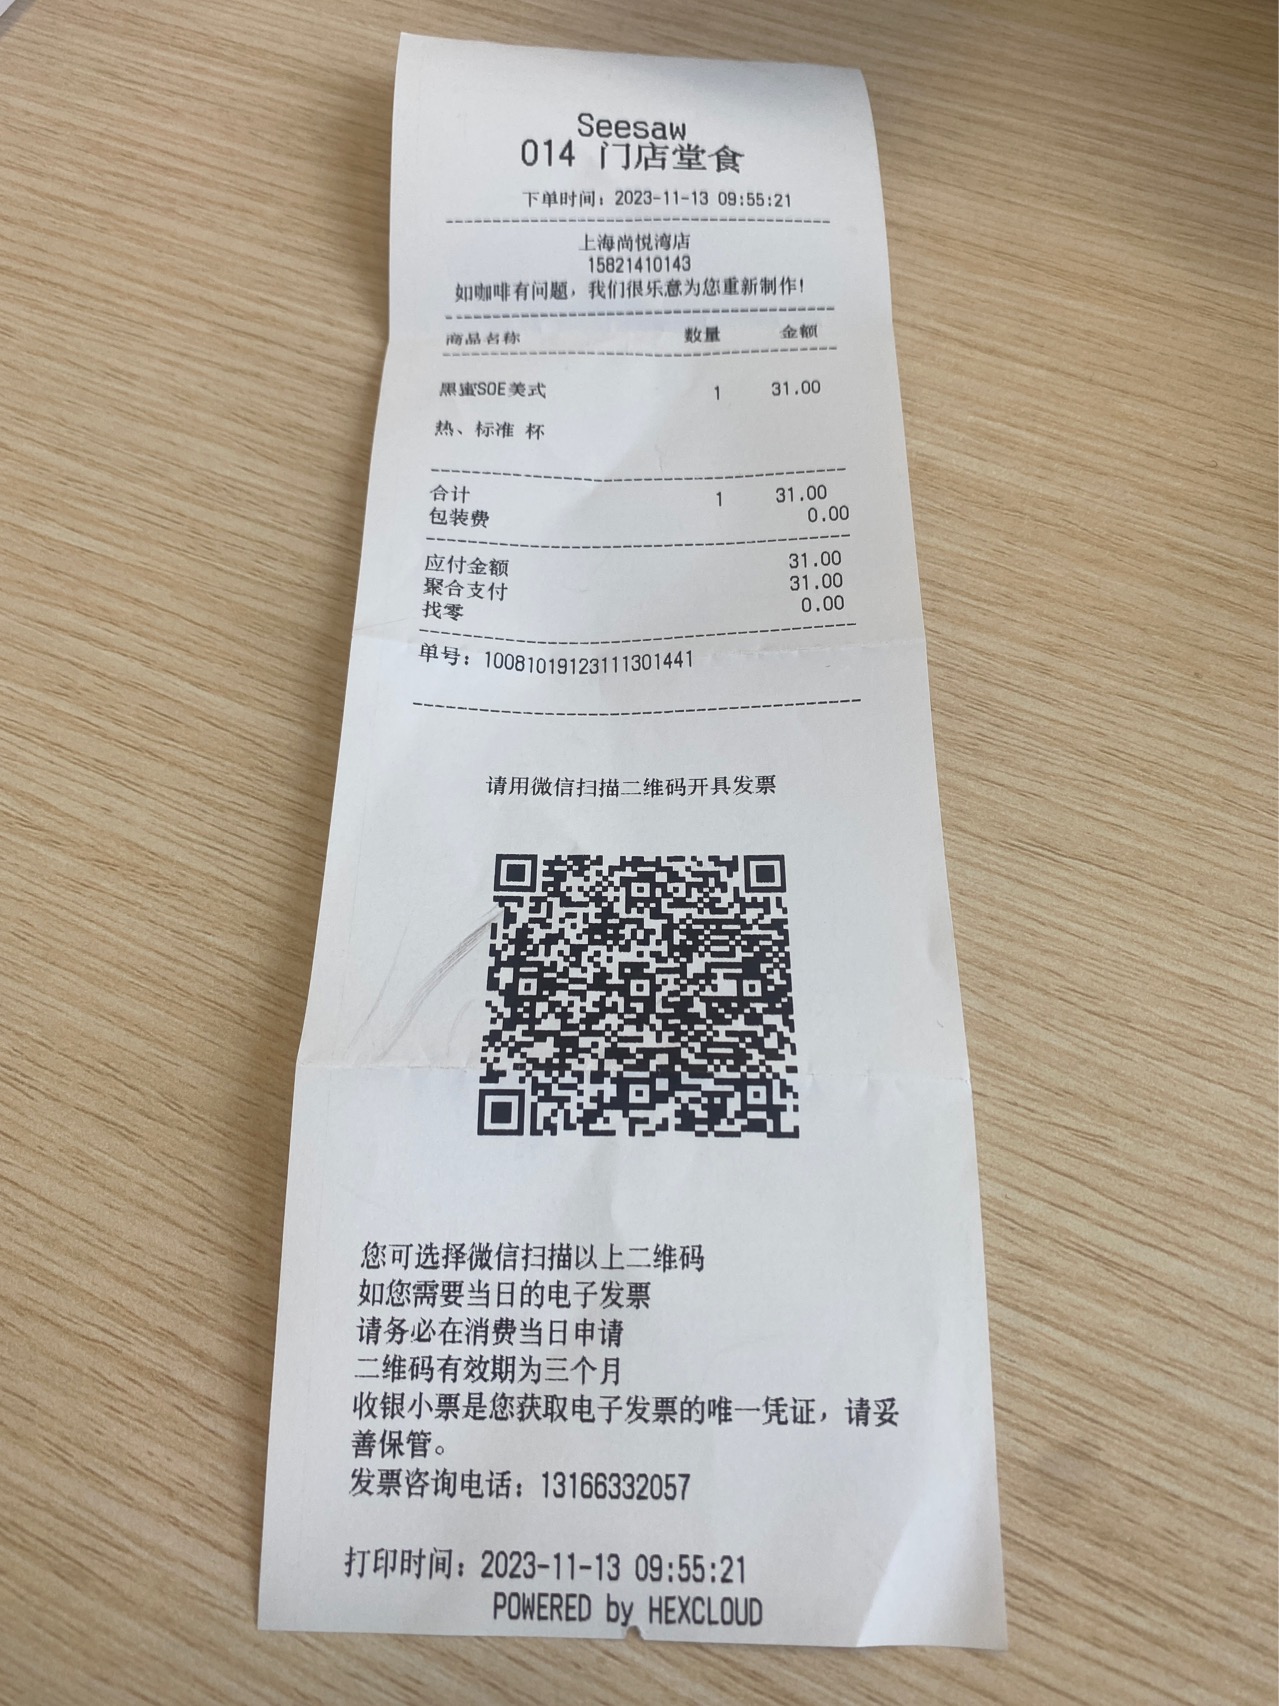 Seesaw
014 门店堂食
下单时间：2023-11-13 09:55:21
上海尚悦湾店
15821410143
如咖啡有问题，我们很乐意为您重新制作！
商品名称 数量 金额
黑蜜SOE美式 1 31.00
热、标准 杯
合计 1 31.00
包装费 0.00
应付金额 31.00
聚合支付 31.00
找零 0.00
单号：10081019123111301441
请用微信扫描二维码开具发票
您可选择微信扫描以上二维码
如您需要当日的电子发票
请务必在消费当日申请
二维码有效期为三个月
收银小票是您获取电子发票的唯一凭证，请妥
善保管。
发票咨询电话：13166332057
打印时间：2023-11-13 09:55:21
POWERED by HEXCLOUD